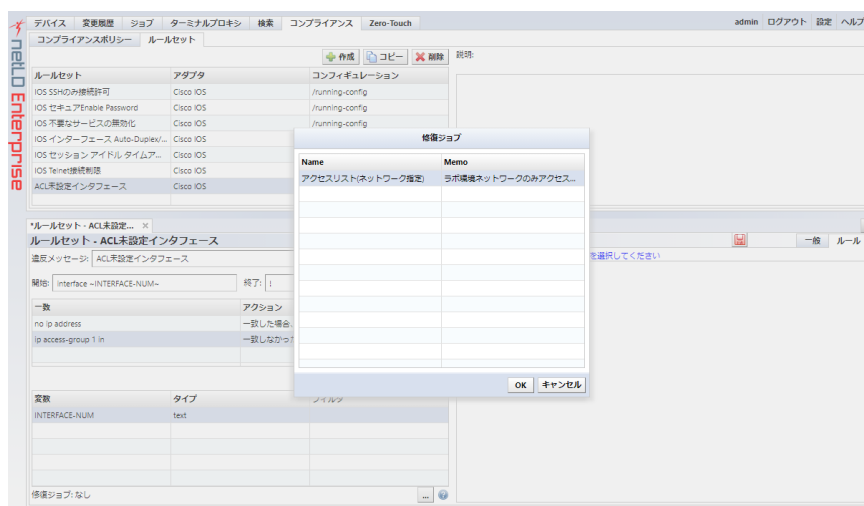 デバイス 変更履歴 ジョブ ターミナルプロキシ 検索 コンプライアンス Zero-Touch admin ログアウト 設定 ヘルプ
コンプライアンスポリシー ルールセット
netLD Enterprise
作成 コピー 削除 説明:
ルールセット アダプタ コンフィギュレーション
IOS SSHのみ接続許可 Cisco IOS /running-config
IOS セキュアEnable Password Cisco IOS /running-config
IOS 不要なサービスの無効化 Cisco IOS /running-config
IOS インターフェース Auto-Duplex/... Cisco IOS
IOS セッション アイドル タイムア... Cisco IOS
IOS Telnet接続制限 Cisco IOS
ACL未設定インタフェース Cisco IOS
修復ジョブ
Name Memo
アクセスリスト(ネットワーク指定) ラボ環境ネットワークのみアクセス...
OK キャンセル
*ルールセット - ACL未設定... ×
ルールセット - ACL未設定インタフェース 一般 ルール
違反メッセージ: ACL未設定インタフェース を選択してください
開始: interface ~INTERFACE-NUM~ 終了: !
一致 アクション
no ip address 一致した場合
ip access-group 1 in 一致しなかっ
変数 タイプ フィルタ
INTERFACE-NUM text
修復ジョブ: なし ...